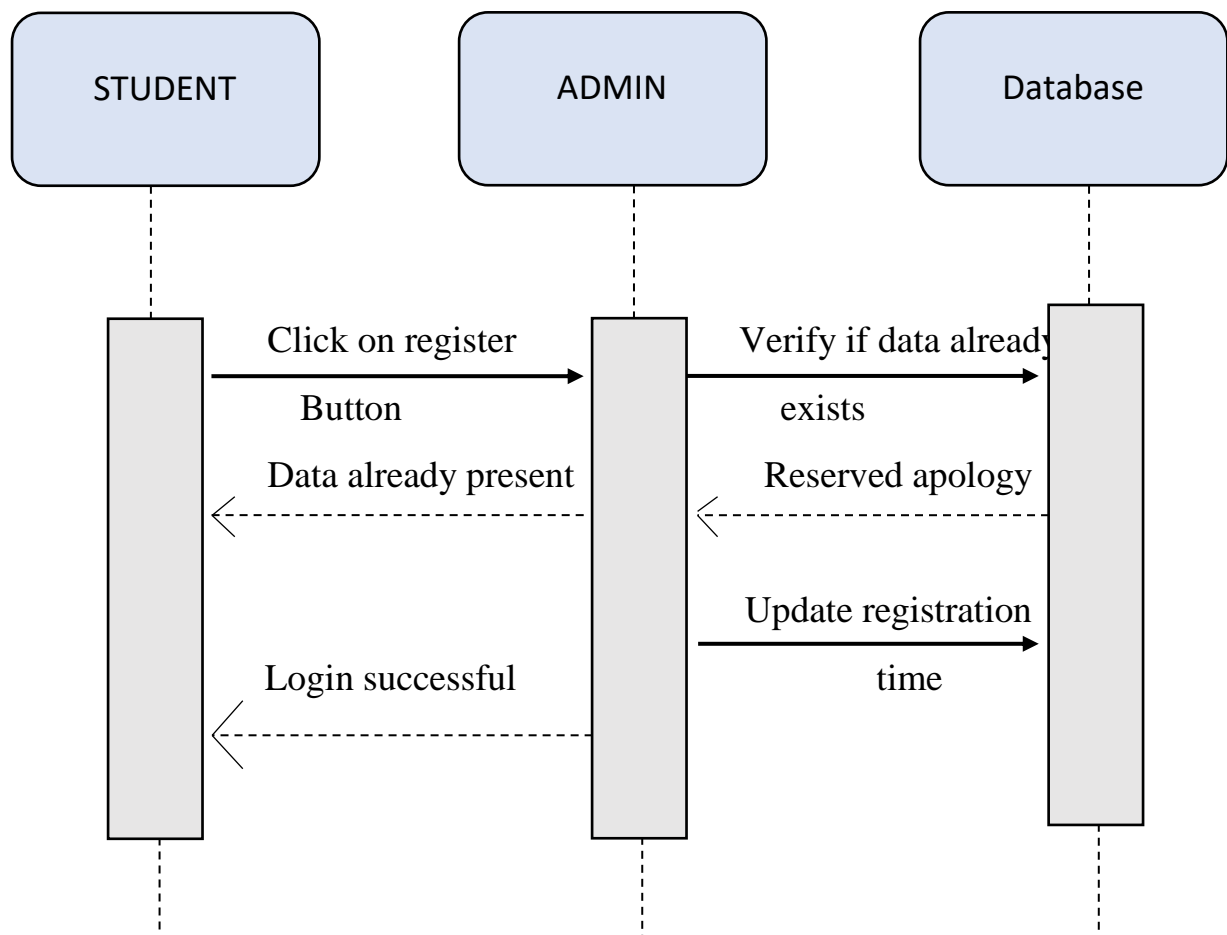 STUDENT
ADMIN
Database
Click on register
Button
Verify if data already
exists
Data already present
Reserved apology
Update registration
time
Login successful